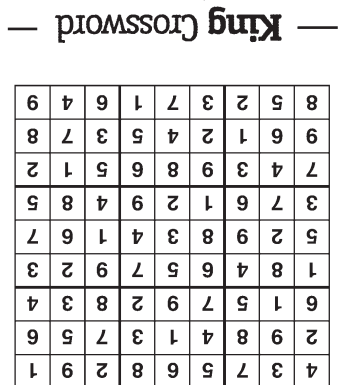 4 3 7 5 6 8 2 9 1
2 9 8 4 1 3 7 5 6
6 1 5 7 9 2 8 3 4
1 8 4 6 5 7 9 2 3
5 2 9 8 3 4 1 6 7
3 7 6 1 2 9 4 8 5
7 4 3 9 8 6 5 1 2
9 6 1 2 4 5 3 7 8
8 5 2 3 7 1 6 4 9
— King Crossword —